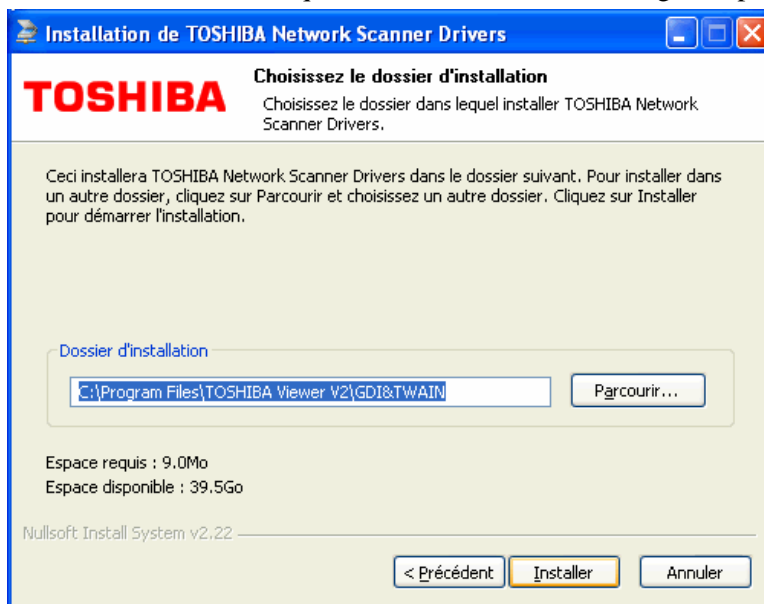 Installation de TOSHIBA Network Scanner Drivers
TOSHIBA
Choisissez le dossier d'installation
Choisissez le dossier dans lequel installer TOSHIBA Network
Scanner Drivers.
Ceci installera TOSHIBA Network Scanner Drivers dans le dossier suivant. Pour installer dans
un autre dossier, cliquez sur Parcourir et choisissez un autre dossier. Cliquez sur Installer
pour démarrer l'installation.
Dossier d'installation
C:\Program Files\TOSHIBA Viewer V2\GDI&TWAIN
Parcourir...
Espace requis : 9.0Mo
Espace disponible : 39.5Go
Nullsoft Install System v2.22
< Précédent
Installer
Annuler